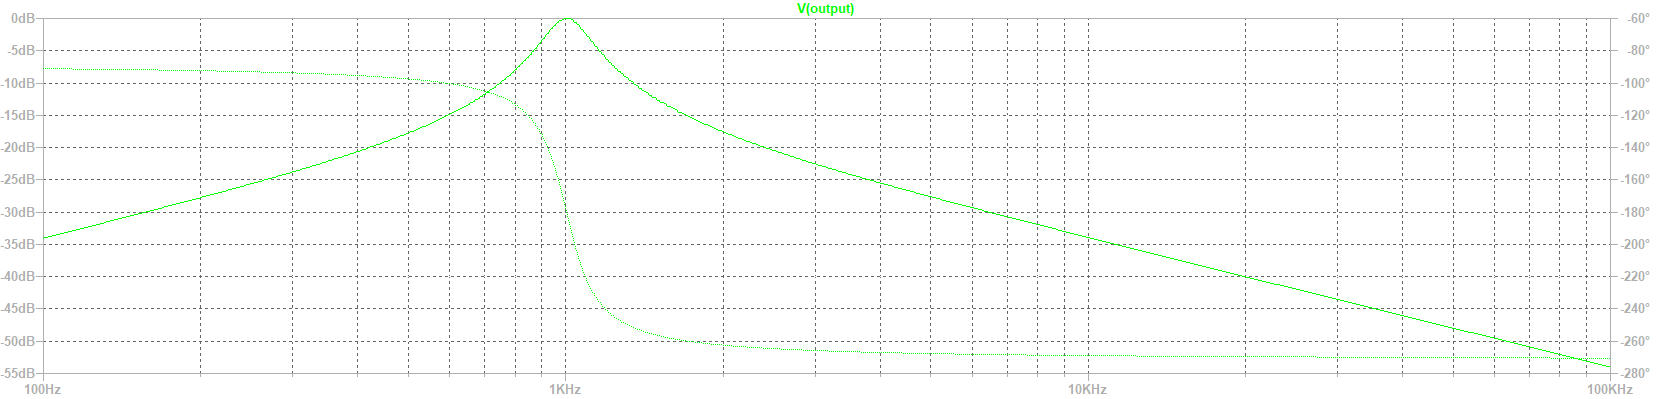 V(output)
0dB -60°
-5dB -80°
-10dB -100°
-15dB -120°
-20dB -140°
-25dB -160°
-30dB -180°
-35dB -200°
-40dB -220°
-45dB -240°
-50dB -260°
-55dB -280°
100Hz 1KHz 10KHz 100KHz